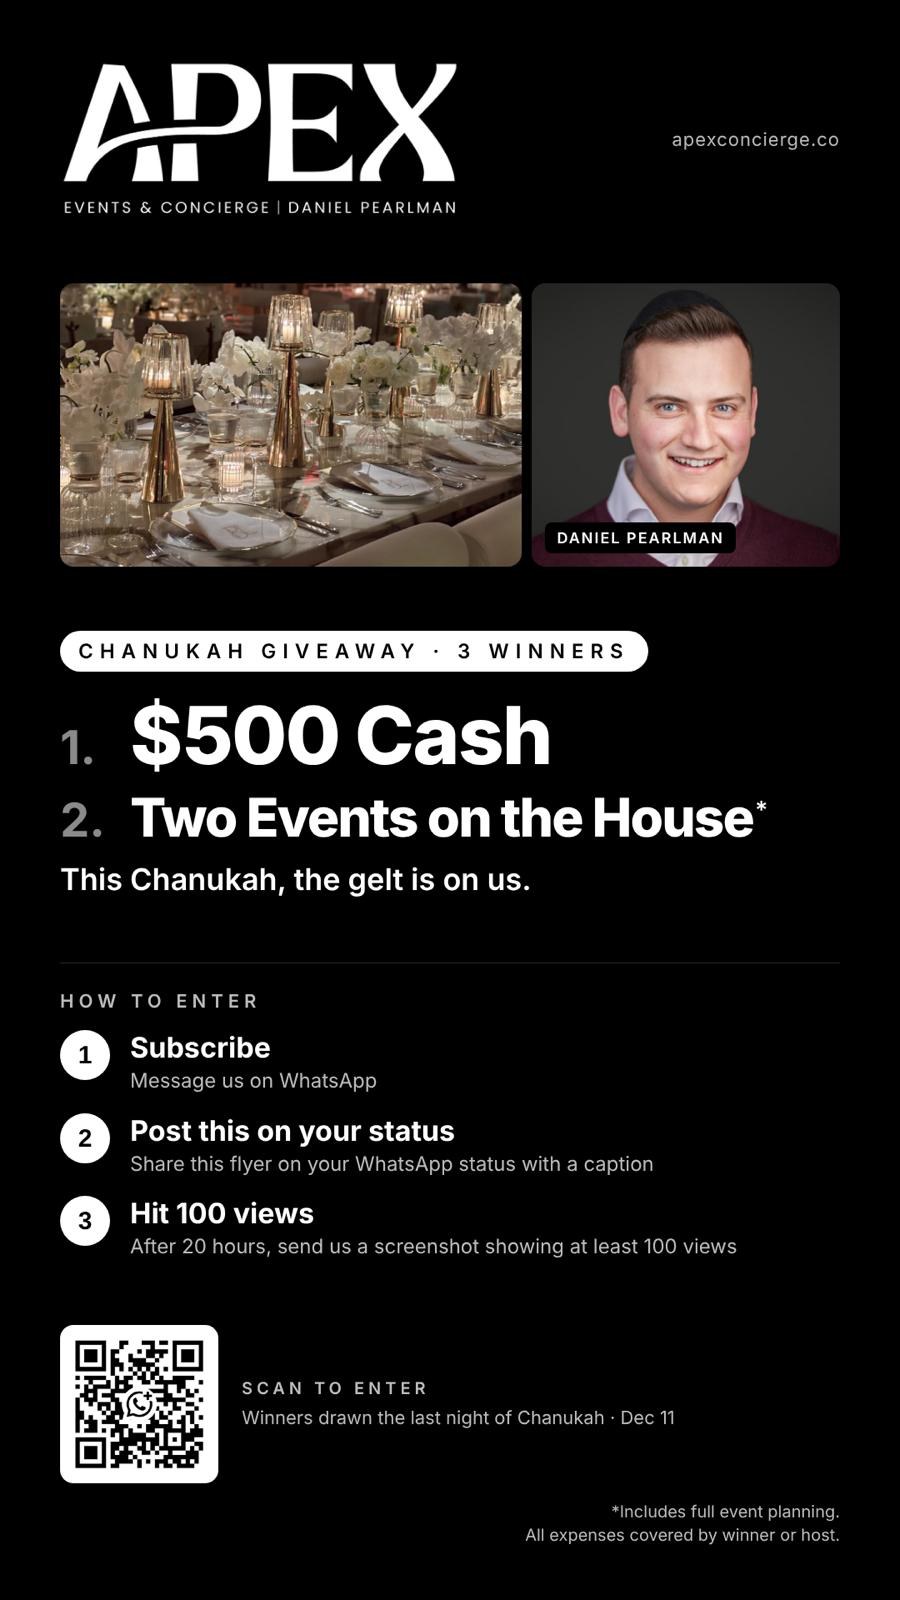 APEX
EVENTS & CONCIERGE | DANIEL PEARLMAN
apexconcierge.co
DANIEL PEARLMAN
CHANUKAH GIVEAWAY · 3 WINNERS
1. $500 Cash
2. Two Events on the House*
This Chanukah, the gelt is on us.
HOW TO ENTER
1 Subscribe
Message us on WhatsApp
2 Post this on your status
Share this flyer on your WhatsApp status with a caption
3 Hit 100 views
After 20 hours, send us a screenshot showing at least 100 views
SCAN TO ENTER
Winners drawn the last night of Chanukah · Dec 11
*Includes full event planning.
All expenses covered by winner or host.